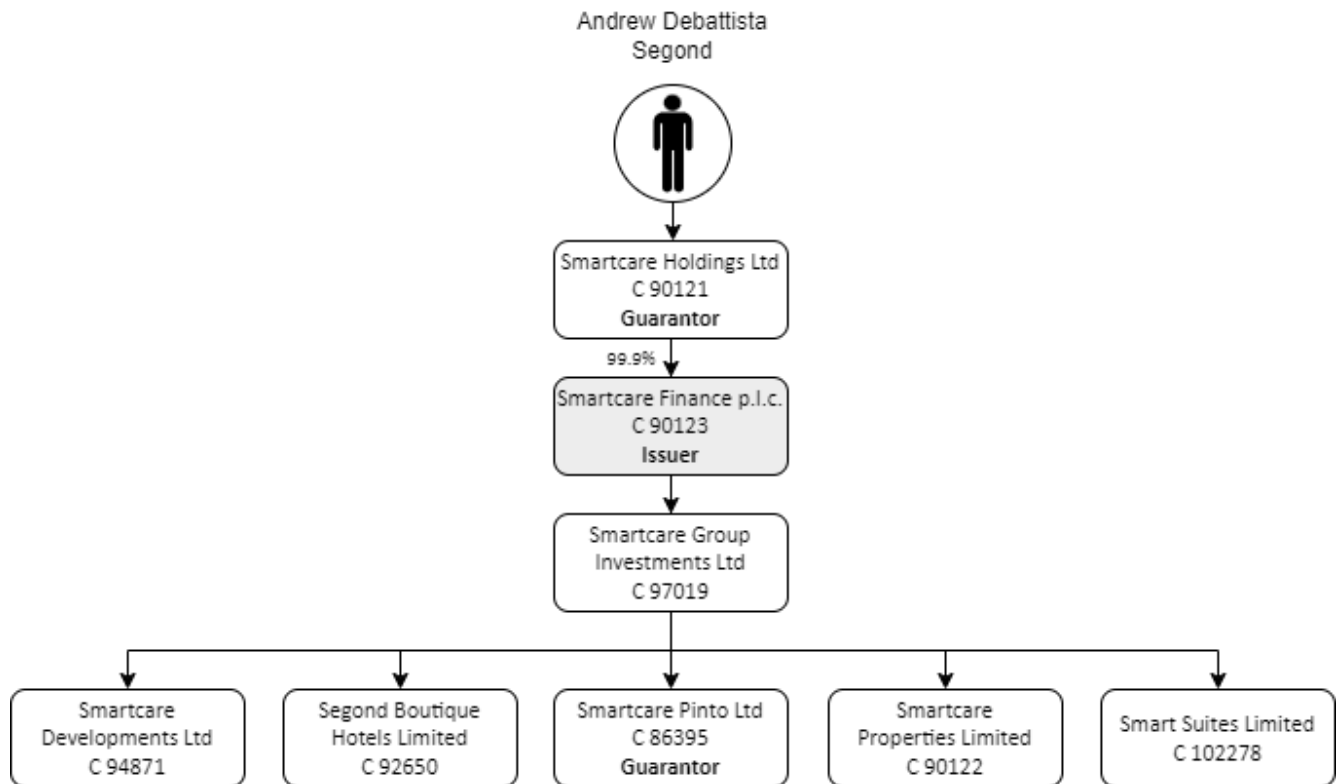 Andrew Debattista
Segond
Smartcare Holdings Ltd
C 90121
Guarantor
99.9%
Smartcare Finance p.l.c.
C 90123
Issuer
Smartcare Group
Investments Ltd
C 97019
Smartcare
Developments Ltd
C 94871
Segond Boutique
Hotels Limited
C 92650
Smartcare Pinto Ltd
C 86395
Guarantor
Smartcare
Properties Limited
C 90122
Smart Suites Limited
C 102278